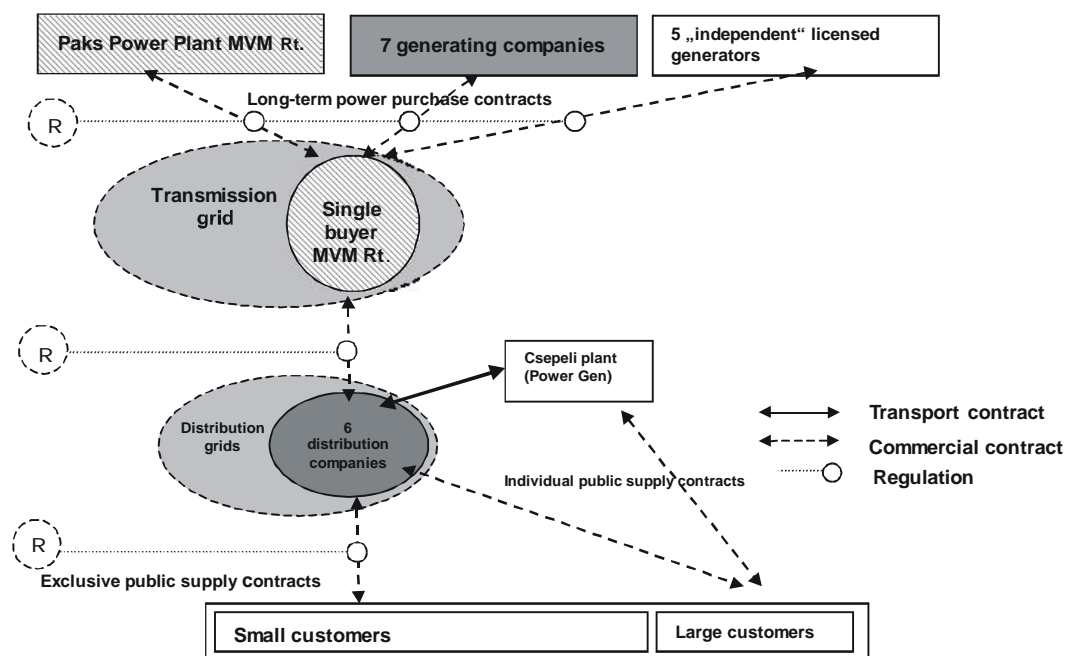 Paks Power Plant MVM Rt.
7 generating companies
5 „independent“ licensed
generators
Long-term power purchase contracts
R
Transmission
grid
Single
buyer
MVM Rt.
R
Csepeli plant
(Power Gen)
Distribution
grids
6
distribution
companies
Transport contract
Commercial contract
Regulation
Individual public supply contracts
R
Exclusive public supply Contracts
Small customers
Large customers